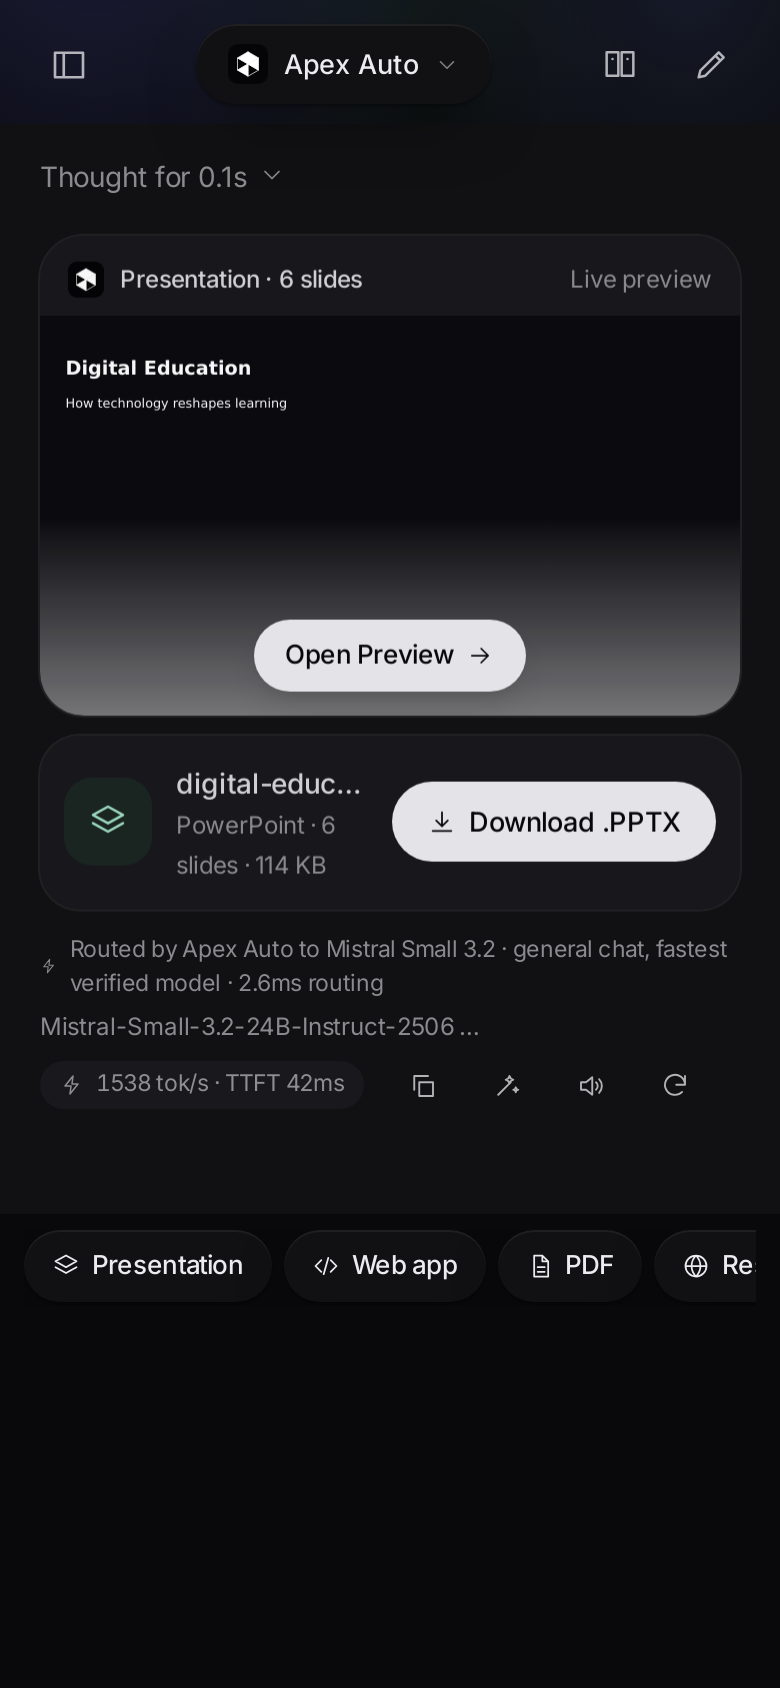 Apex Auto
Thought for 0.1s
Presentation · 6 slides
Live preview
Digital Education
How technology reshapes learning
Open Preview
digital-educ...
PowerPoint · 6
slides · 114 KB
Download .PPTX
Routed by Apex Auto to Mistral Small 3.2 · general chat, fastest
verified model · 2.6ms routing
Mistral-Small-3.2-24B-Instruct-2506 ...
1538 tok/s · TTFT 42ms
Presentation
Web app
PDF